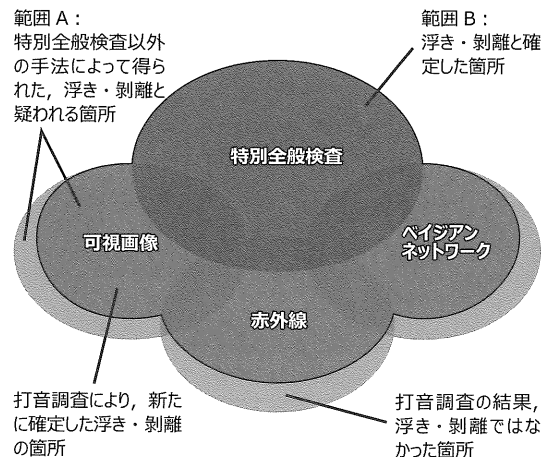 範囲A：
特別全般検査以外
の手法によって得ら
れた，浮き・剥離と
疑われる箇所
範囲B：
浮き・剥離と確
定した箇所
特別全般検査
可視画像
ベイジアン
ネットワーク
赤外線
打音調査により，新た
に確定した浮き・剥離
の箇所
打音調査の結果，
浮き・剥離ではな
かった箇所